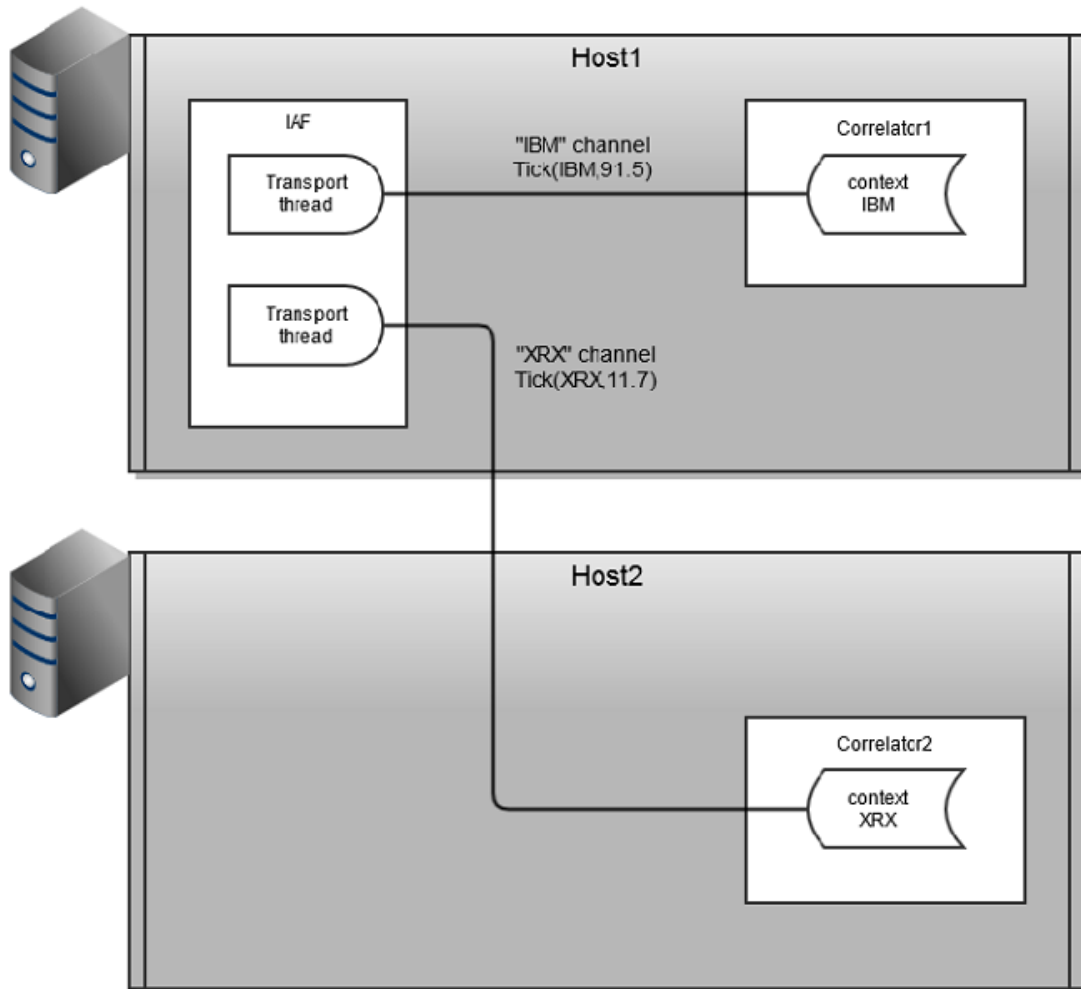 Host1
IAF
Transport
thread
"IBM" channel
Tick(IBM,91.5)
Correlator1
context
IBM
Transport
thread
"XRX" channel
Tick(XRX,11.7)
Host2
Correlator2
context
XRX